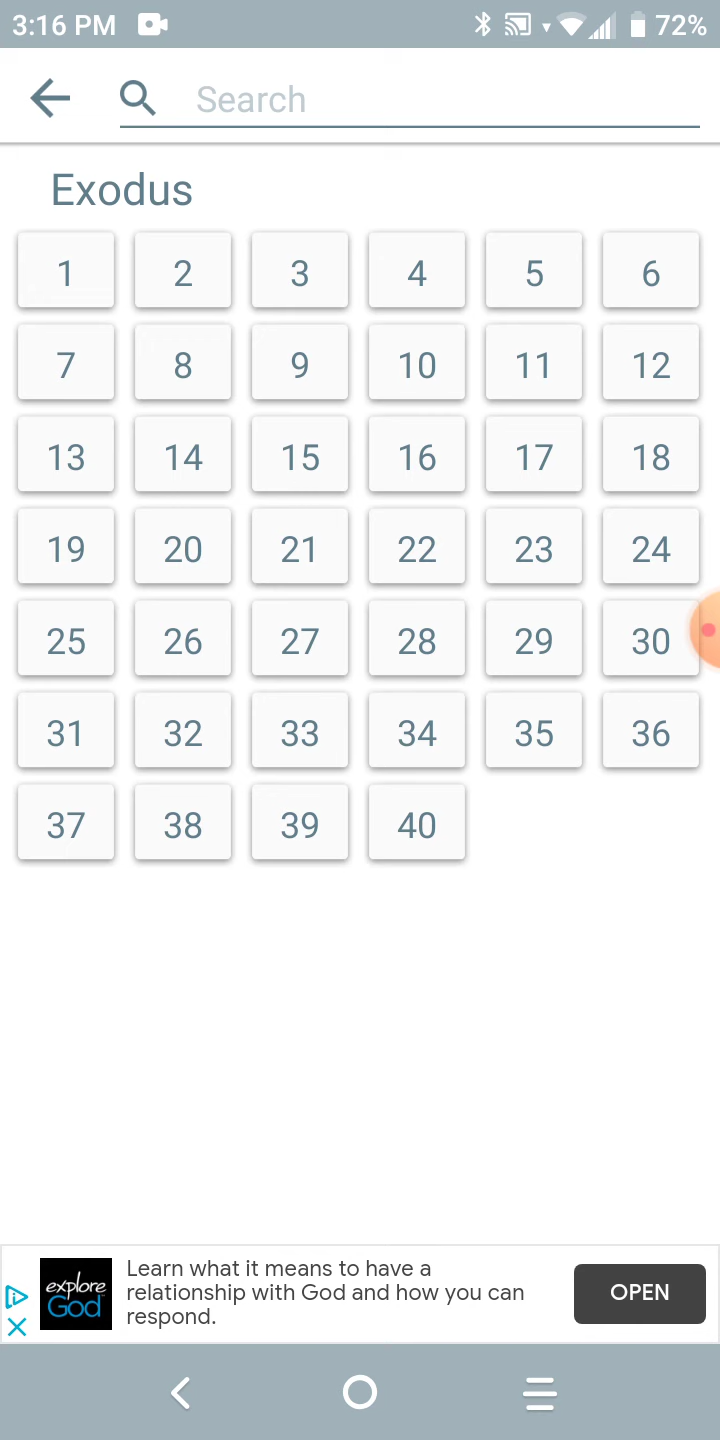 3:16 PM 72%
Search
Exodus
1 2 3 4 5 6
7 8 9 10 11 12
13 14 15 16 17 18
19 20 21 22 23 24
25 26 27 28 29 30
31 32 33 34 35 36
37 38 39 40
explore
God
Learn what it means to have a
relationship with God and how you can
respond.
OPEN